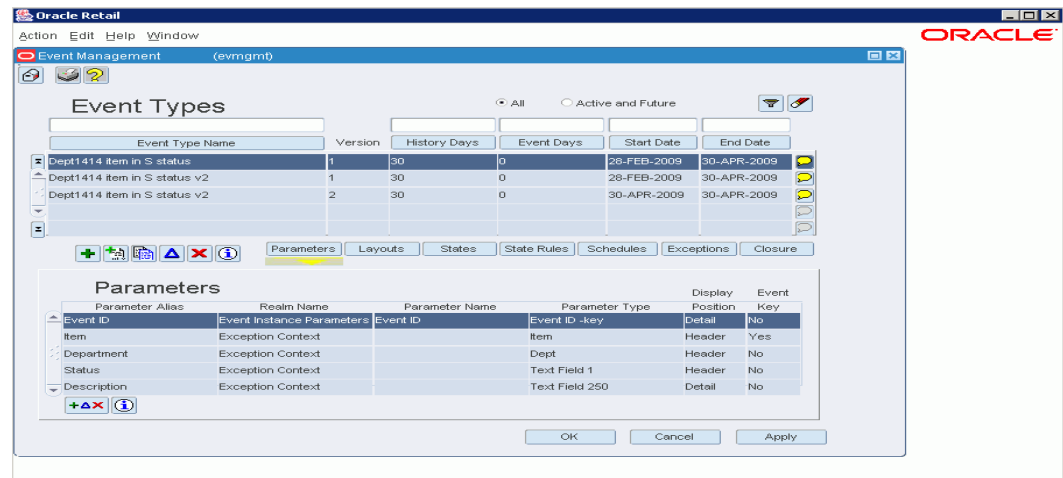 Oracle Retail
Action Edit Help Window
ORACLE
Event Management (evmgmt)
Event Types
All Active and Future
Event Type Name Version History Days Event Days Start Date End Date
Dept1414 item in S status 1 30 0 28-FEB-2009 30-APR-2009
Dept1414 item in S status v2 1 30 0 28-FEB-2009 30-APR-2009
Dept1414 item in S status v2 2 30 0 30-APR-2009 30-APR-2009
Parameters Layouts States State Rules Schedules Exceptions Closure
Parameters
Display Event
Parameter Alias Realm Name Parameter Name Parameter Type Position Key
Event ID Event Instance Parameters Event ID Event ID -key Detail No
Item Exception Context Item Header Yes
Department Exception Context Dept Header No
Status Exception Context Text Field 1 Header No
Description Exception Context Text Field 250 Detail No
OK Cancel Apply